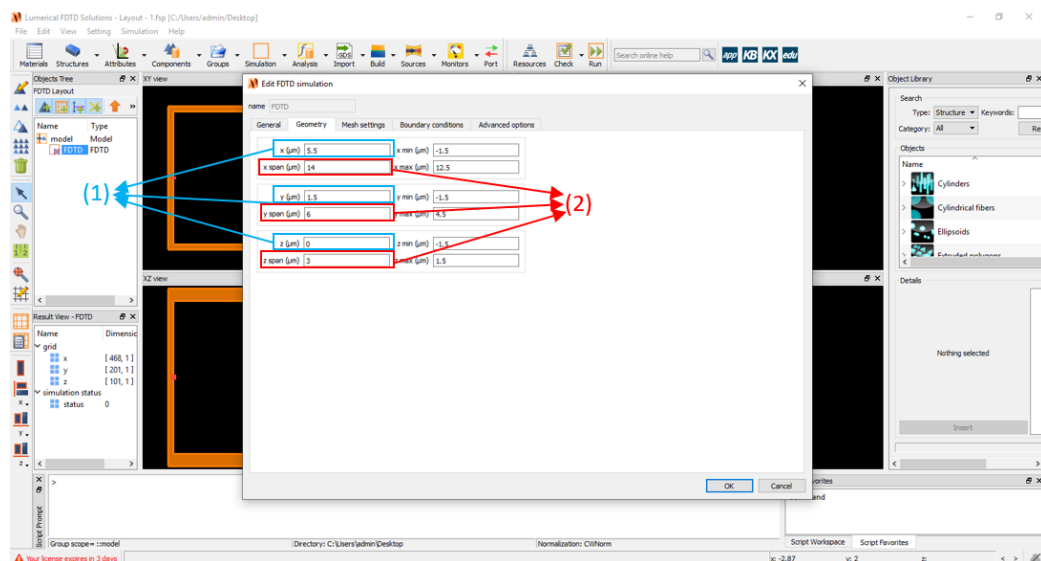 Lumerical FDTD Solutions - Layout - 1.fsp [C:/Users/admin/Desktop]
File Edit View Setting Simulation Help
Materials Structures Attributes Components Groups Simulation Analysis Import Build Sources Monitors Port Resources Check Run Search online help app KB KX edu
GDS
Objects Tree
FDTD Layout
Name Type
model Model
FDTD FDTD
XY view
XZ view
Edit FDTD simulation
name FDTD
General Geometry Mesh settings Boundary conditions Advanced options
x (µm) 5.5 x min (µm) -1.5
x span (µm) 14 x max (µm) 12.5
y (µm) 1.5 y min (µm) -1.5
y span (µm) 6 max (µm) 4.5
z (µm) 0 z min (µm) -1.5
z span (µm) 3 max (µm) 1.5
(1)
(2)
OK Cancel
Result View - FDTD
Name Dimensic
grid
x [ 468, 1 ]
y [ 201, 1 ]
z [ 101, 1 ]
simulation status
status 0
Object Library
Search
Type: Structure Keywords:
Category: All Re
Objects
Name
Cylinders
Cylindrical fibers
Ellipsoids
Extruded polygons
Details
Nothing selected
Insert
x
y
z
>
Script Prompt
Group scope= ::model Directory: C:\Users\admin\Desktop Normalization: CWNorm
vorites
and
Script Workspace Script Favorites
Your license expires in 3 days x: -2.87 y: 2 z: